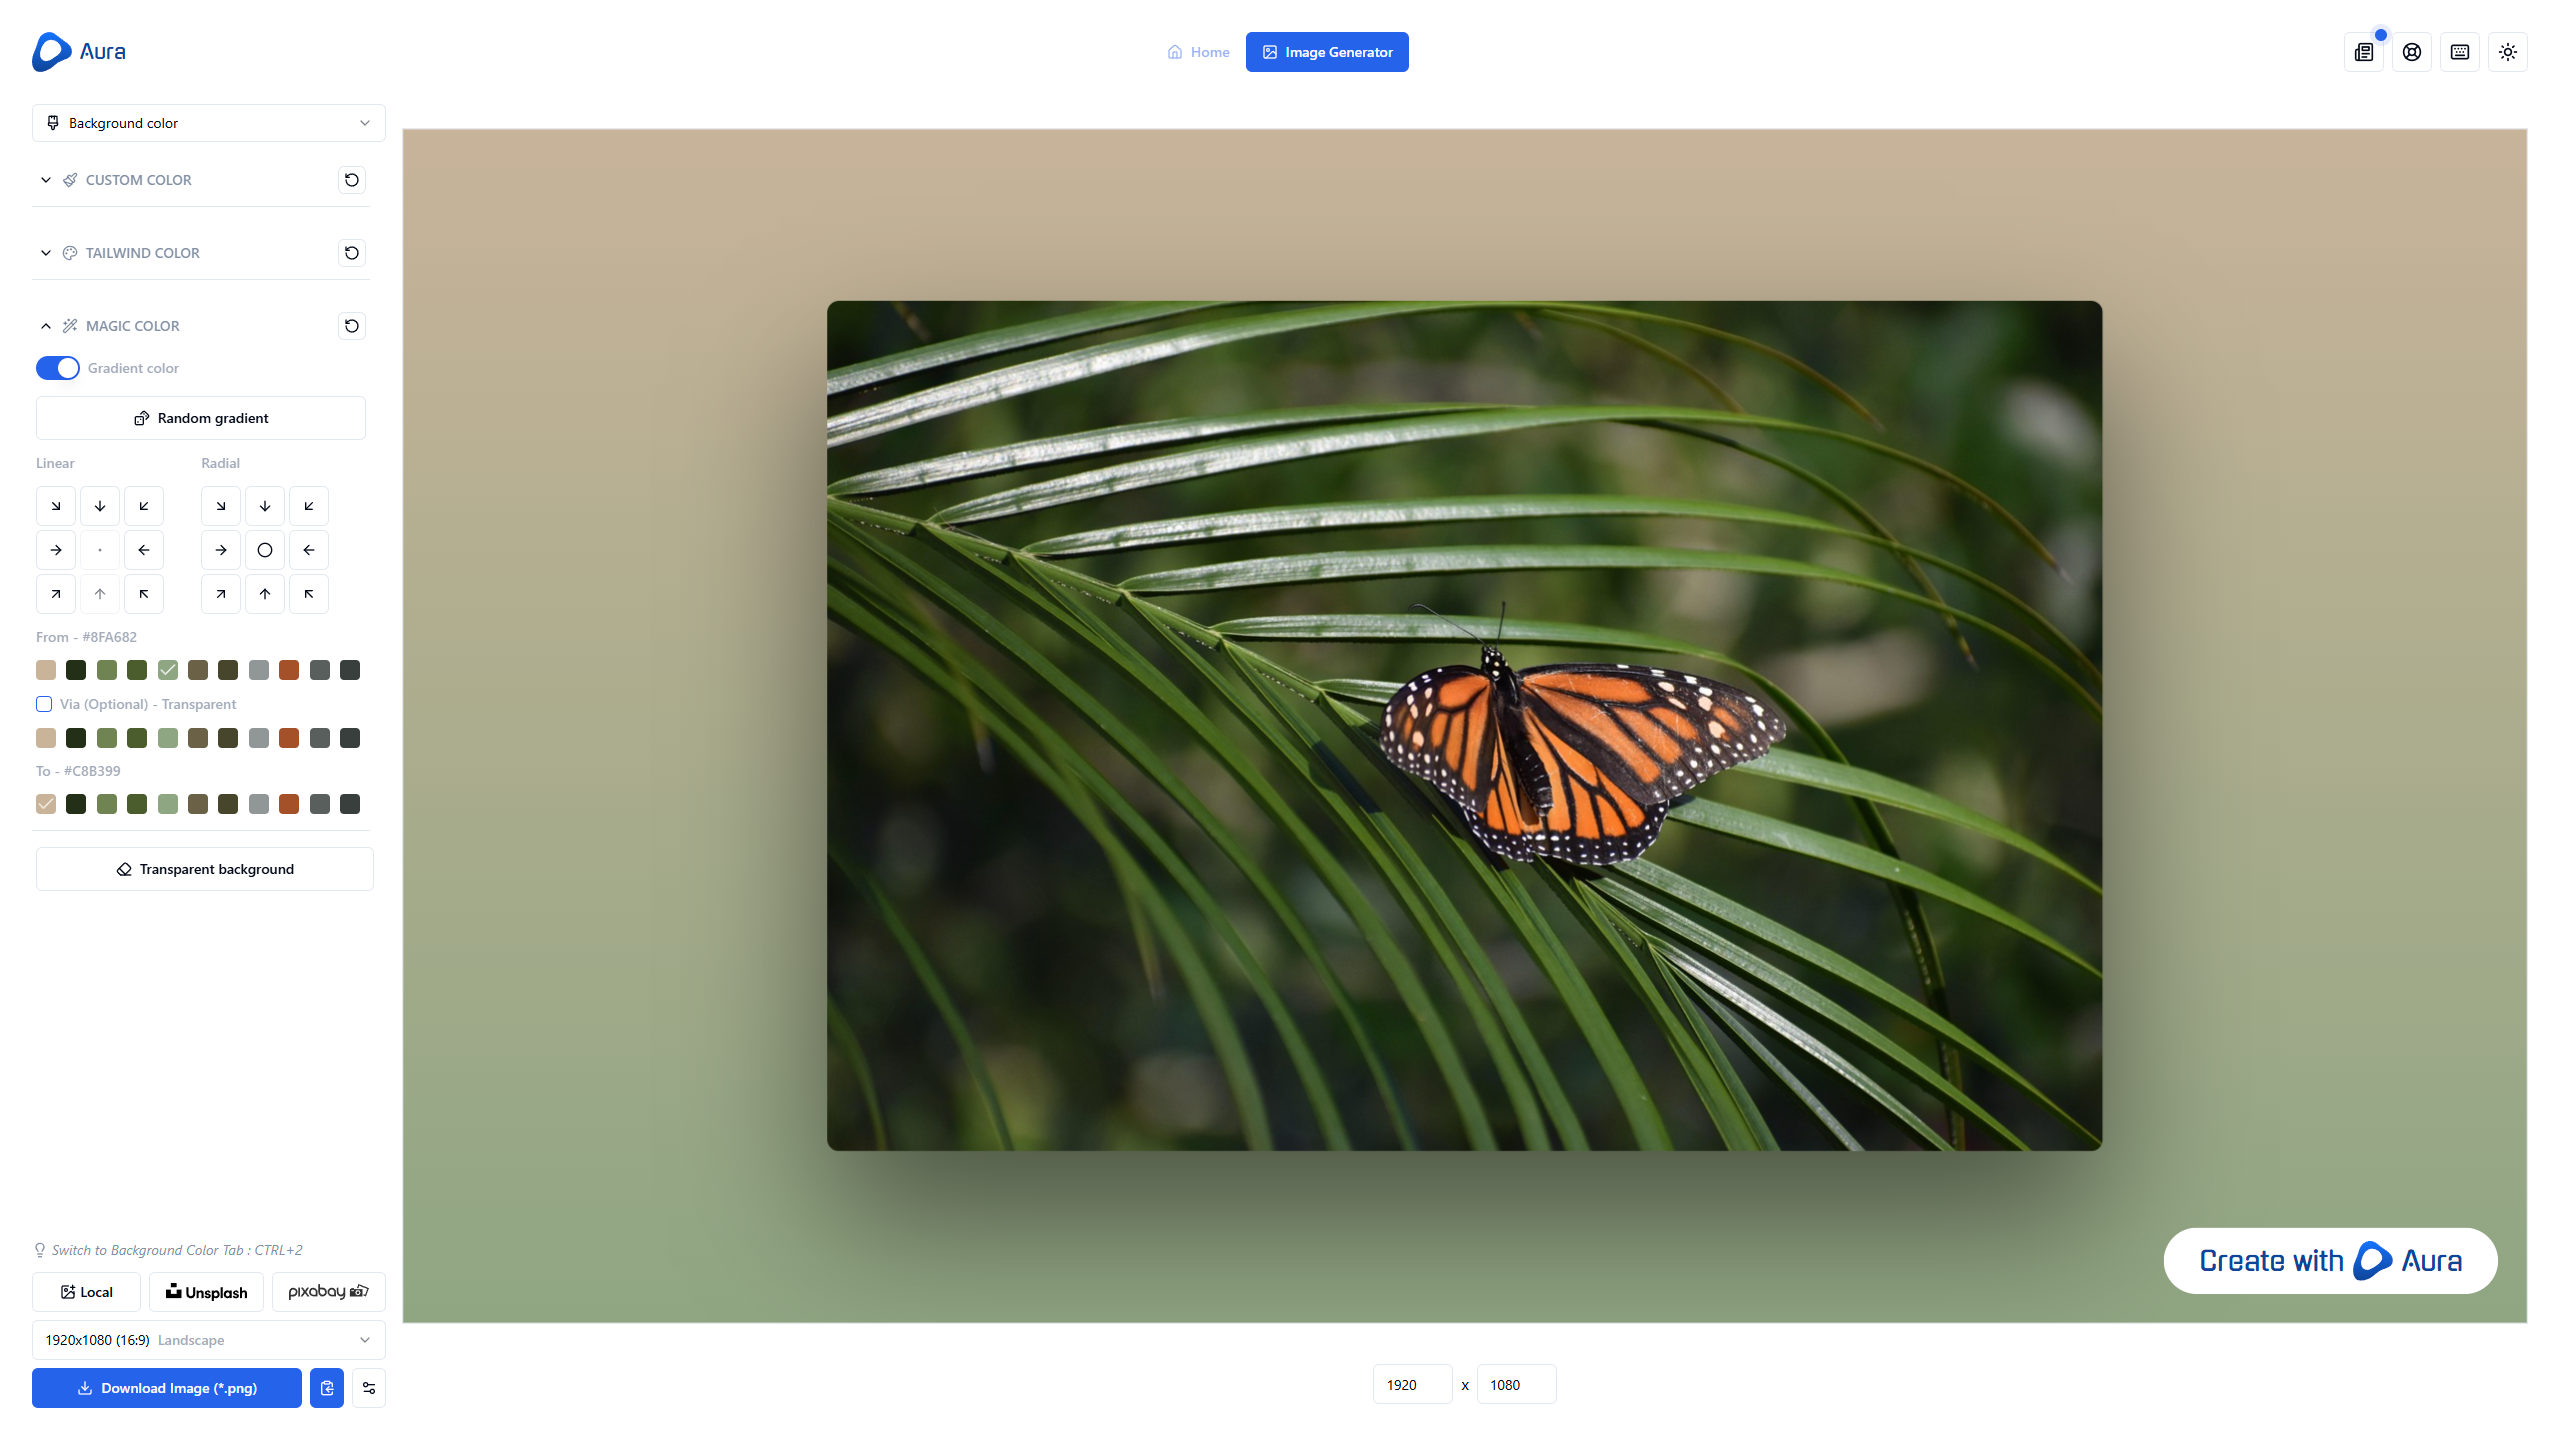 Aura
Home
Image Generator
Background color
CUSTOM COLOR
TAILWIND COLOR
MAGIC COLOR
Gradient color
Random gradient
Linear
Radial
From - #8FA682
Via (Optional) - Transparent
To - #C8B399
Transparent background
Switch to Background Color Tab : CTRL+2
Local
Unsplash
pixabay
1920x1080 (16:9) Landscape
Download Image (*.png)
Create with Aura
1920 x 1080